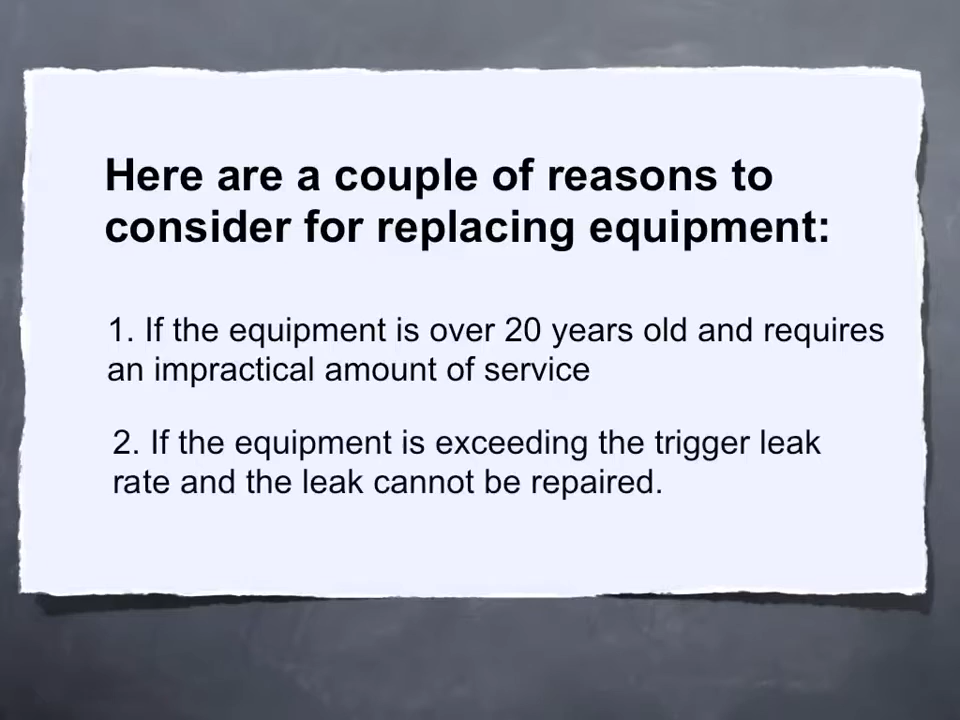 Here are a couple of reasons to
consider for replacing equipment:
1. If the equipment is over 20 years old and requires
an impractical amount of service
2. If the equipment is exceeding the trigger leak
rate and the leak cannot be repaired.